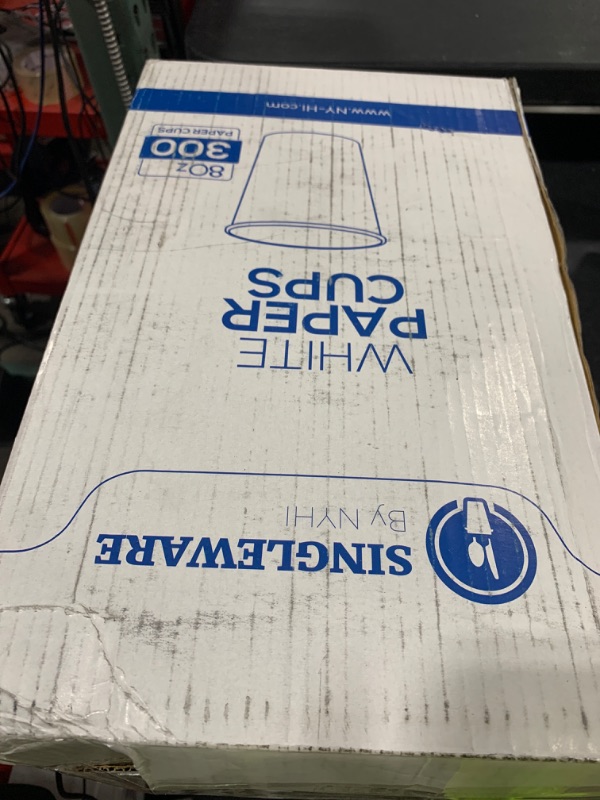 SINGLEWARE
By NYHI
WHITE
PAPER
CUPS
8Oz
300
PAPER CUPS
www.NY-HI.com